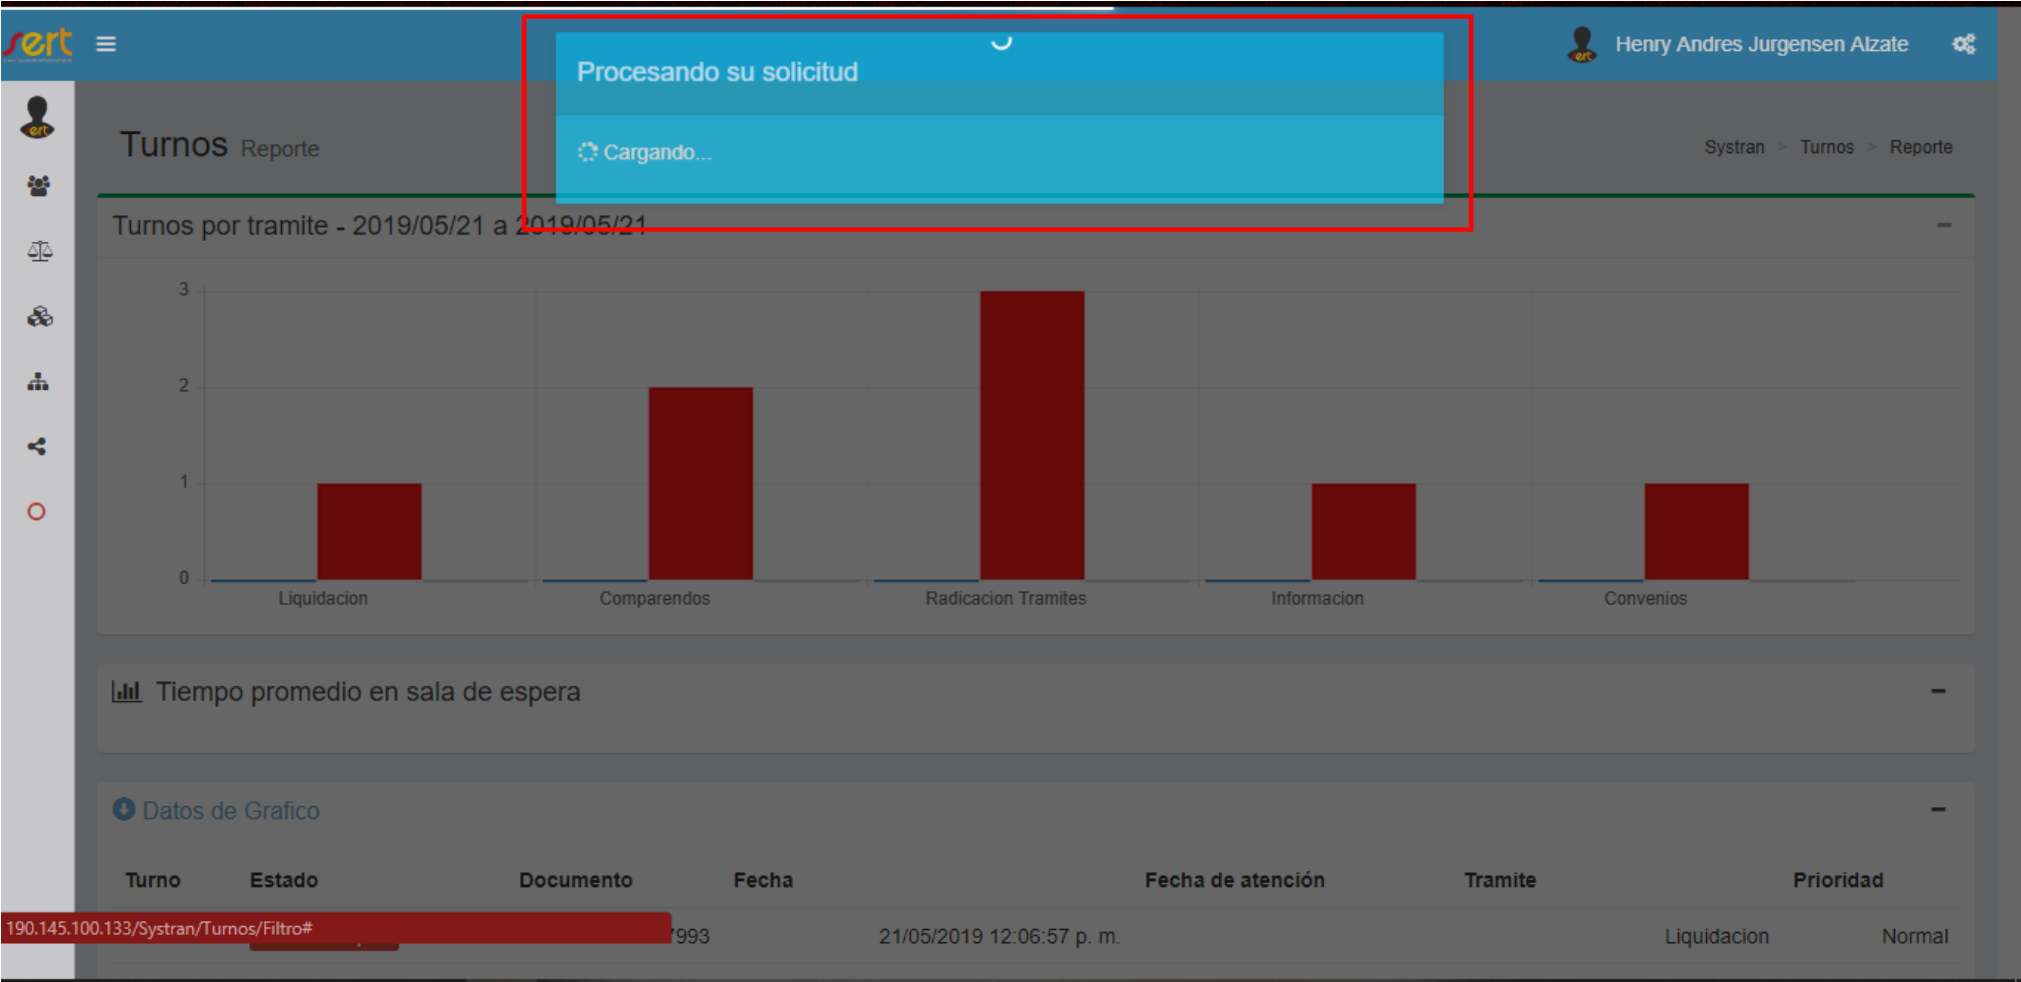 sert
Henry Andres Jurgensen Alzate
Procesando su solicitud
Cargando...
ert
ert
Turnos Reporte
Systran > Turnos > Reporte
Turnos por tramite - 2019/05/21 a 2019/05/21
3
2
1
0
Liquidacion
Comparendos
Radicacion Tramites
Informacion
Convenios
Tiempo promedio en sala de espera
Datos de Grafico
Turno Estado Documento Fecha Fecha de atención Tramite Prioridad
190.145.100.133/Systran/Turnos/Filtro#
7993 21/05/2019 12:06:57 p. m. Liquidacion Normal